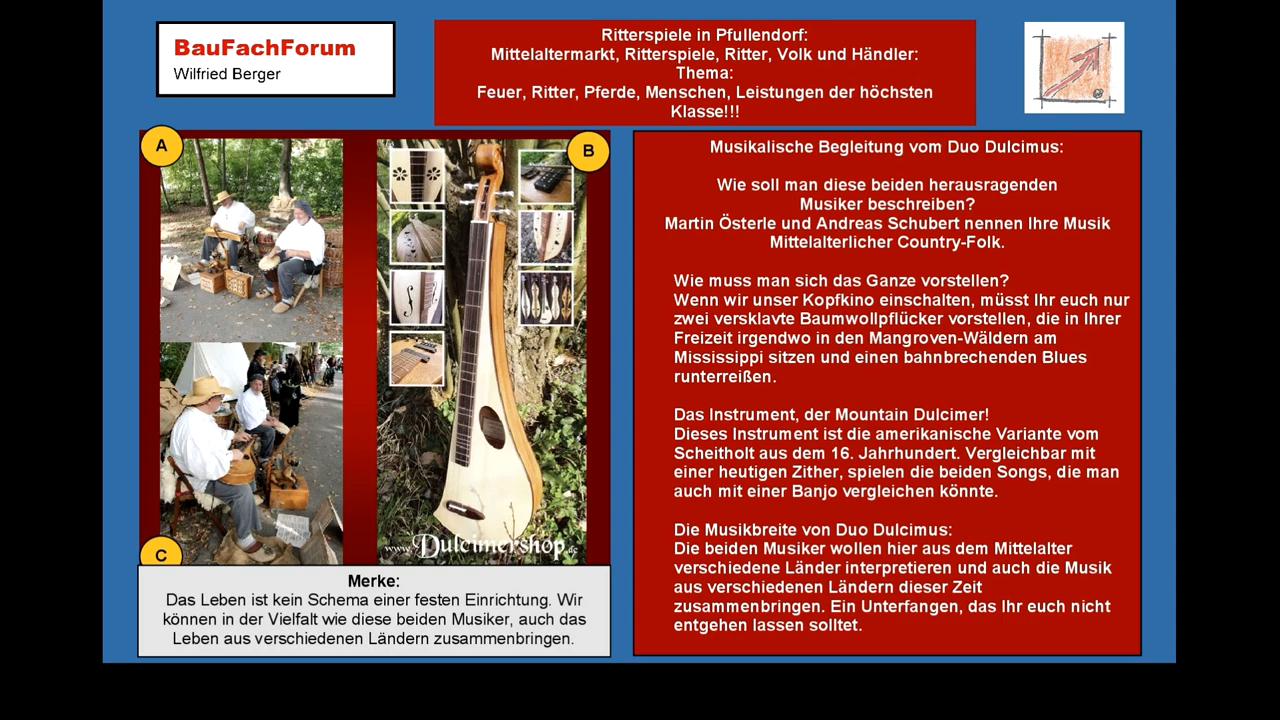 BauFachForum
Wilfried Berger
Ritterspiele in Pfullendorf:
Mittelaltermarkt, Ritterspiele, Ritter, Volk und Händler:
Thema:
Feuer, Ritter, Pferde, Menschen, Leistungen der höchsten
Klasse!!!
A
B
C
www.Dulcimershop.de
Merke:
Das Leben ist kein Schema einer festen Einrichtung. Wir
können in der Vielfalt wie diese beiden Musiker, auch das
Leben aus verschiedenen Ländern zusammenbringen.
Musikalische Begleitung vom Duo Dulcimus:
Wie soll man diese beiden herausragenden
Musiker beschreiben?
Martin Österle und Andreas Schubert nennen Ihre Musik
Mittelalterlicher Country-Folk.
Wie muss man sich das Ganze vorstellen?
Wenn wir unser Kopfkino einschalten, müsst Ihr euch nur
zwei versklavte Baumwollpflücker vorstellen, die in Ihrer
Freizeit irgendwo in den Mangroven-Wäldern am
Mississippi sitzen und einen bahnbrechenden Blues
runterreißen.
Das Instrument, der Mountain Dulcimer!
Dieses Instrument ist die amerikanische Variante vom
Scheitholt aus dem 16. Jahrhundert. Vergleichbar mit
einer heutigen Zither, spielen die beiden Songs, die man
auch mit einer Banjo vergleichen könnte.
Die Musikbreite von Duo Dulcimus:
Die beiden Musiker wollen hier aus dem Mittelalter
verschiedene Länder interpretieren und auch die Musik
aus verschiedenen Ländern dieser Zeit
zusammenbringen. Ein Unterfangen, das Ihr euch nicht
entgehen lassen solltet.